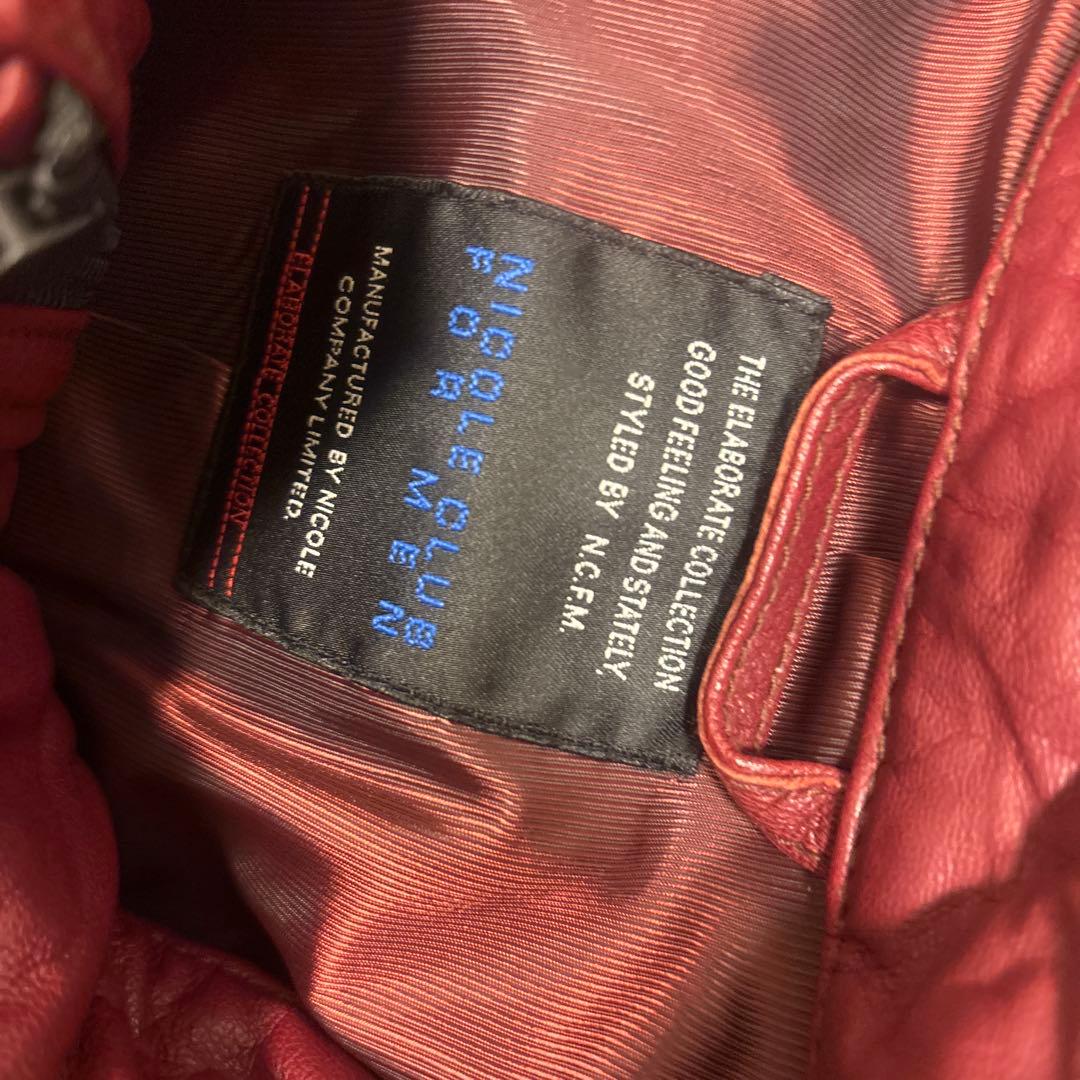 THE ELABORATE COLLECTION
GOOD FEELING AND STATELY.
STYLED BY N.C.F.M.
NICOLE CLUB
FOR MEN
MANUFACTURED BY NICOLE
COMPANY LIMITED.
ELABORATE COLLECTION